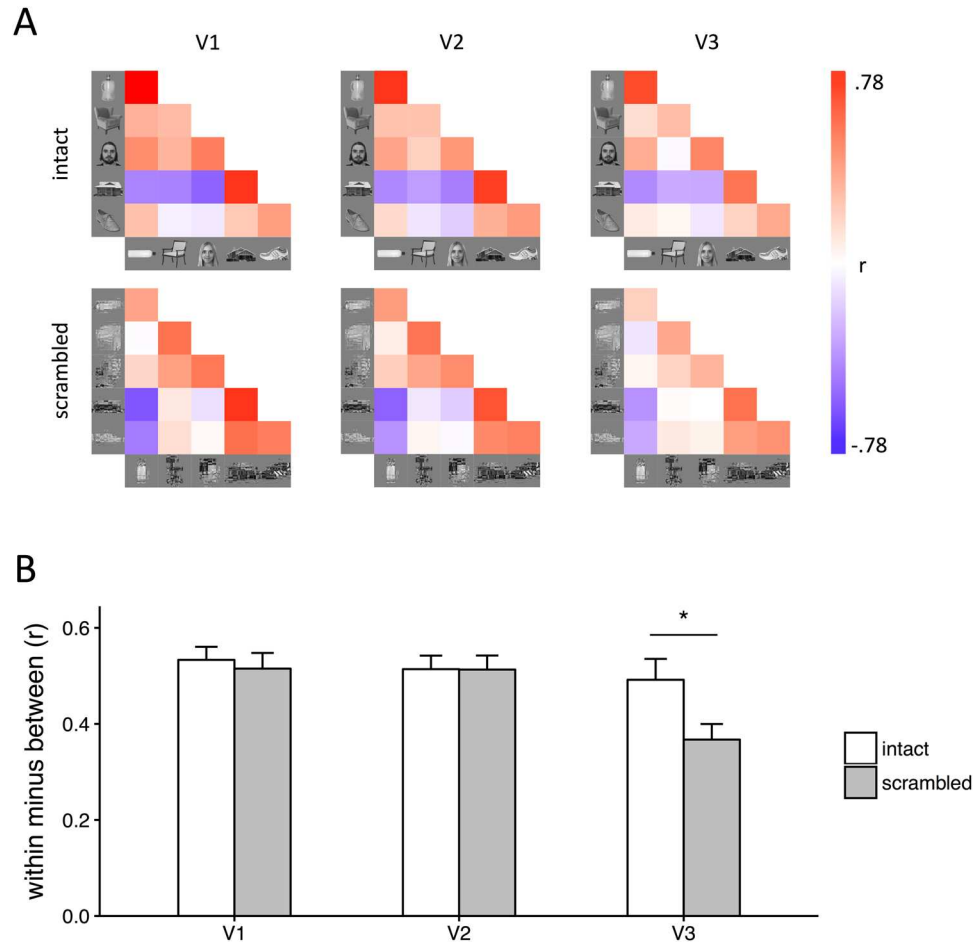 A
V1 V2 V3
intact
scrambled
.78
r
-.78
B
within minus between (r)
0.6
0.4
0.2
0.0
*
V1 V2 V3
intact
scrambled